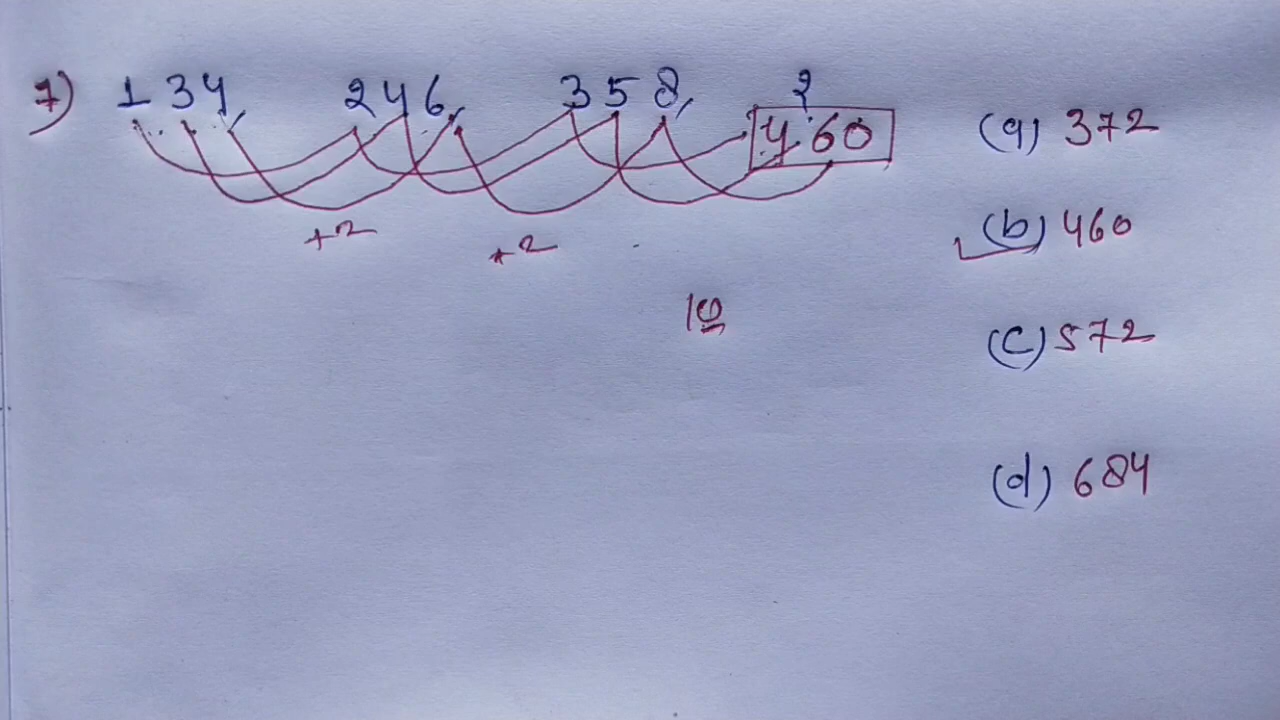 7) 134, 246, 358, ?
460
(a) 372
(b) 460
+2 +2
10
(c) 572
(d) 684